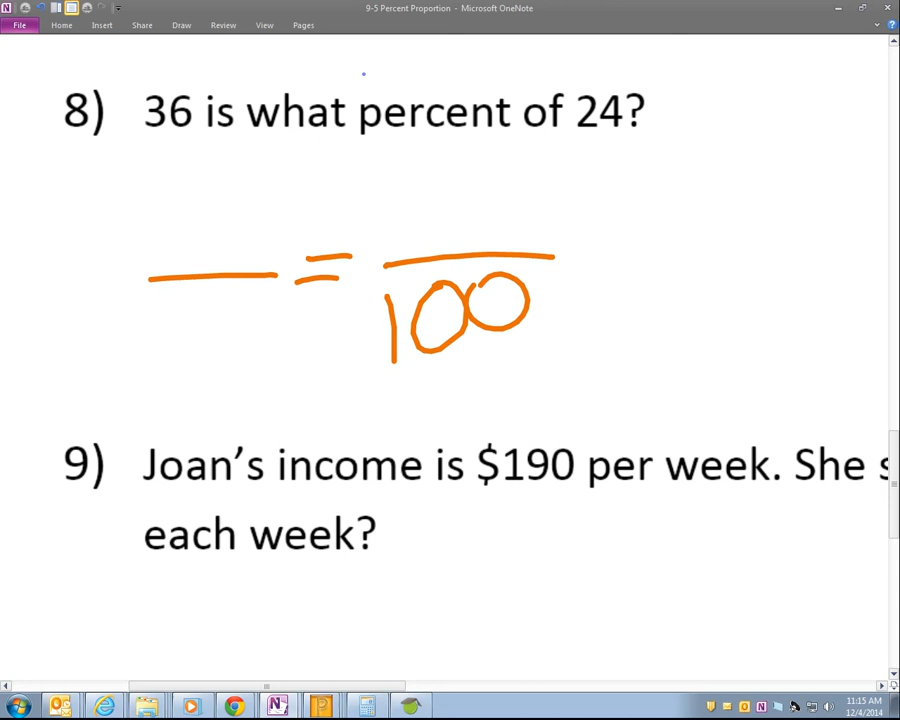 9-5 Percent Proportion - Microsoft OneNote
File Home Insert Share Draw Review View Pages
8) 36 is what percent of 24?
=
100
9) Joan's income is $190 per week. She s
each week?
11:15 AM
12/4/2014